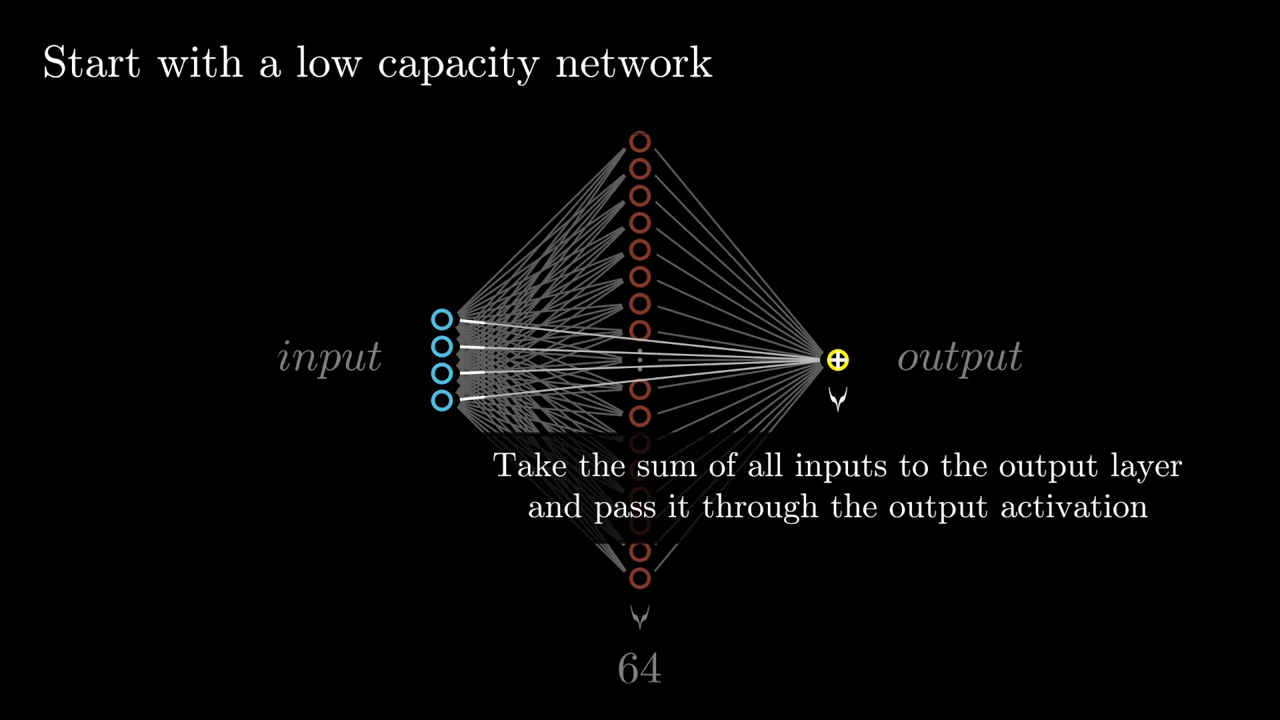 Start with a low capacity network
input
output
Take the sum of all inputs to the output layer
and pass it through the output activation
64